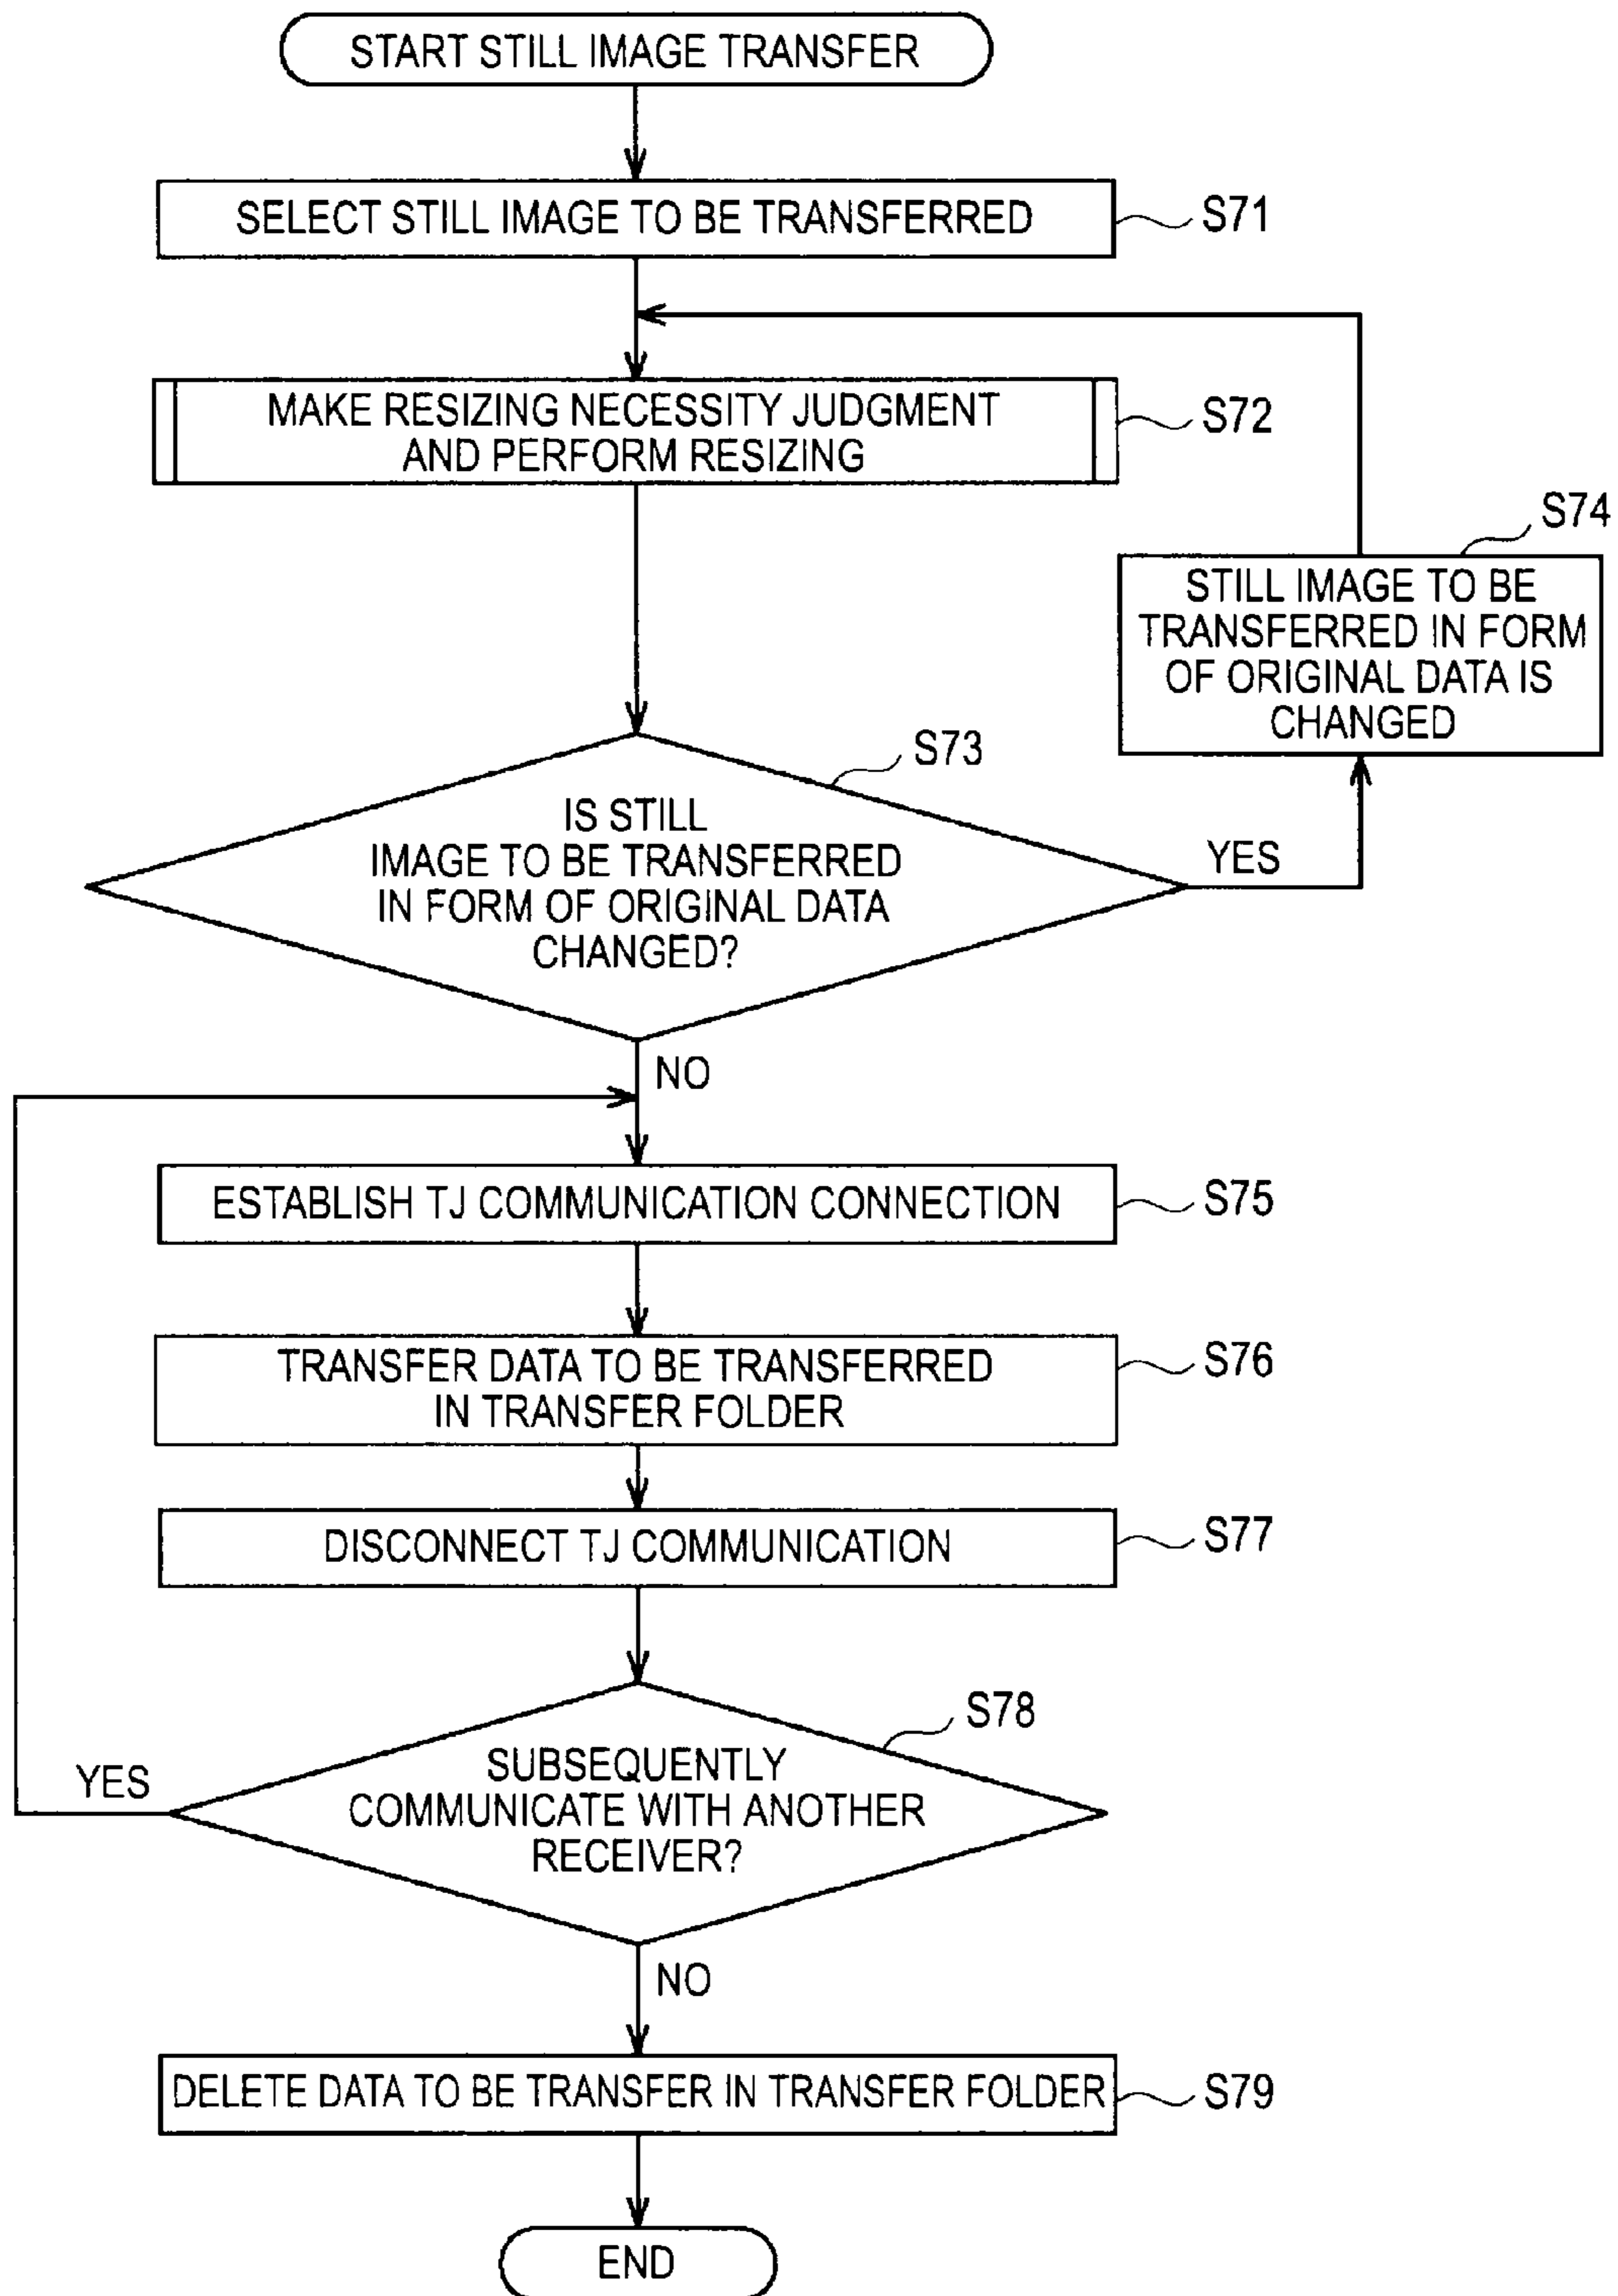 START STILL IMAGE TRANSFER
SELECT STILL IMAGE TO BE TRANSFERRED
S71
MAKE RESIZING NECESSITY JUDGMENT
AND PERFORM RESIZING
S72
S74
STILL IMAGE TO BE
TRANSFERRED IN FORM
OF ORIGINAL DATA IS
CHANGED
S73
IS STILL
IMAGE TO BE TRANSFERRED
IN FORM OF ORIGINAL DATA
CHANGED?
YES
NO
ESTABLISH TJ COMMUNICATION CONNECTION
S75
TRANSFER DATA TO BE TRANSFERRED
IN TRANSFER FOLDER
S76
DISCONNECT TJ COMMUNICATION
S77
S78
SUBSEQUENTLY
COMMUNICATE WITH ANOTHER
RECEIVER?
YES
NO
DELETE DATA TO BE TRANSFER IN TRANSFER FOLDER
S79
END